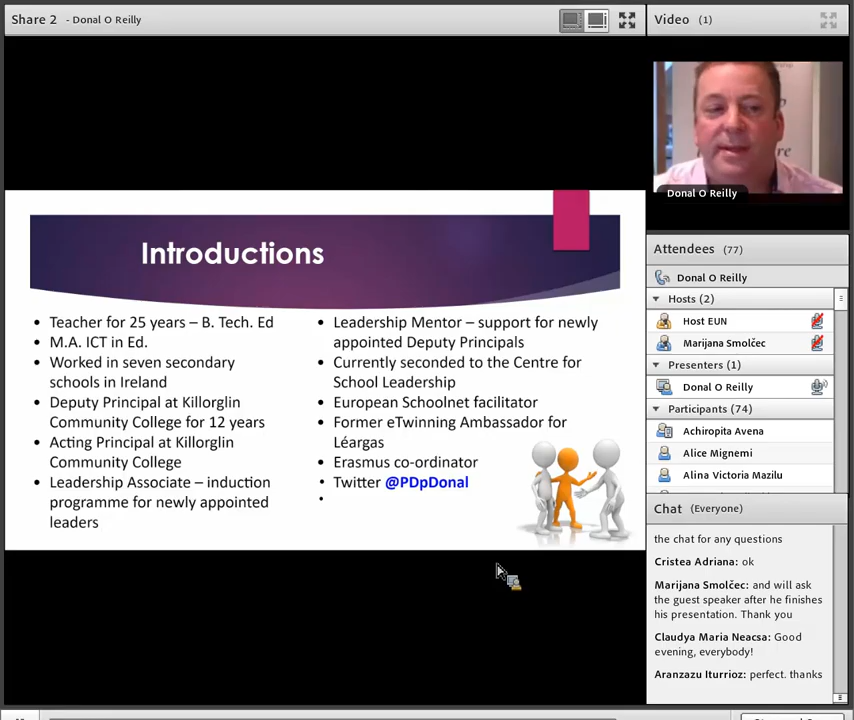 Share 2 - Donal O Reilly
Introductions
• Teacher for 25 years – B. Tech. Ed
• M.A. ICT in Ed.
• Worked in seven secondary
schools in Ireland
• Deputy Principal at Killorglin
Community College for 12 years
• Acting Principal at Killorglin
Community College
• Leadership Associate – induction
programme for newly appointed
leaders
• Leadership Mentor – support for newly
appointed Deputy Principals
• Currently seconded to the Centre for
School Leadership
• European Schoolnet facilitator
• Former eTwinning Ambassador for
Léargas
• Erasmus co-ordinator
• Twitter @PDpDonal
•
Video (1)
Donal O Reilly
Attendees (77)
Donal O Reilly
Hosts (2)
Host EUN
Marijana Smolčec
Presenters (1)
Donal O Reilly
Participants (74)
Achiropita Avena
Alice Mignemi
Alina Victoria Mazilu
Chat (Everyone)
the chat for any questions
Cristea Adriana: ok
Marijana Smolčec: and will ask
the guest speaker after he finishes
his presentation. Thank you
Claudya Maria Neacsa: Good
evening, everybody!
Aranzazu Iturrioz: perfect. thanks